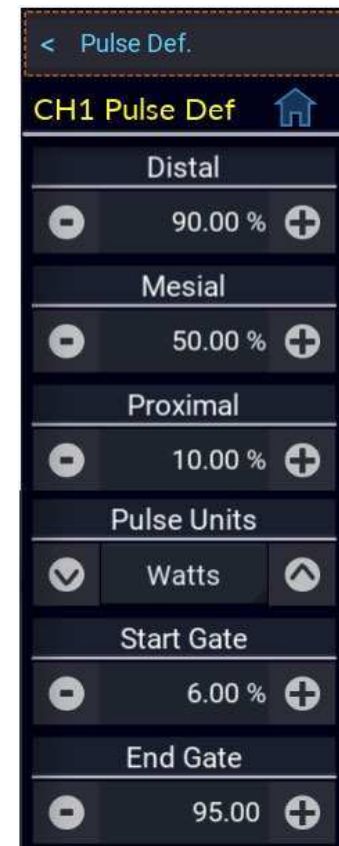 < Pulse Def.
CH1 Pulse Def
Distal
90.00 %
Mesial
50.00 %
Proximal
10.00 %
Pulse Units
Watts
Start Gate
6.00 %
End Gate
95.00